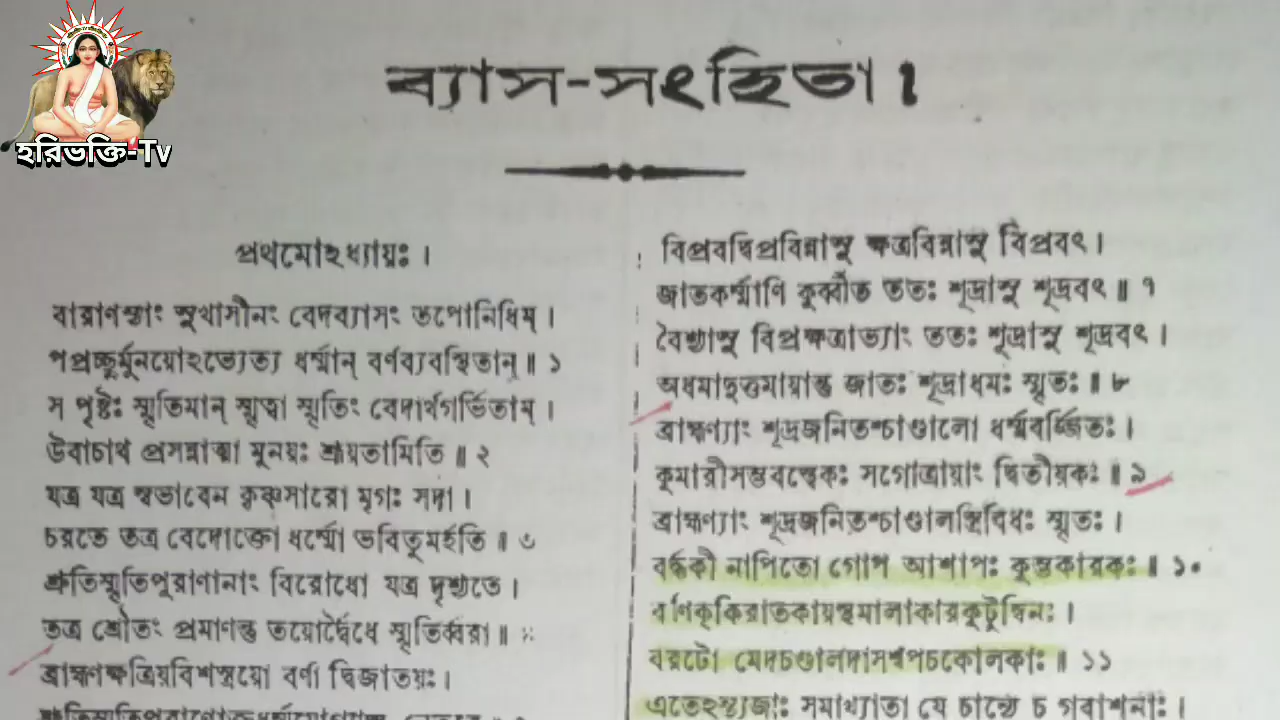 হরিভক্তি-Tv
ব্যাস-সংহিতা।
প্রথমোঽধ্যায়ঃ।
বারাণস্যাং সুখাসীনং বেদব্যাসং তপোনিধিম্।
পপ্রচ্ছুর্মুনয়োঽভ্যেত্য ধর্ম্মান্ বর্ণব্যবস্থিতান্॥ ১
স পৃষ্টঃ স্মৃতিমান্ স্মৃত্বা স্মৃতিং বেদার্থগর্ভিতাম্।
উবাচাথ প্রসন্নাত্মা মুনয়ঃ শ্রূয়তামিতি॥ ২
যত্র যত্র স্বভাবেন কৃষ্ণসারো মৃগঃ সদা।
চরতে তত্র বেদোক্তো ধর্ম্মো ভবিতুমর্হতি॥ ৩
শ্রুতিস্মৃতিপুরাণানাং বিরোধো যত্র দৃশ্যতে।
তত্র শ্রৌতং প্রমাণন্তু তয়োর্দ্বৈধে স্মৃতির্ব্বরা॥ ৪
ব্রাহ্মণক্ষত্রিয়বিশস্ত্রয়ো বর্ণা দ্বিজাতয়ঃ।
বিপ্রবদ্বিপ্রবিন্নাসু ক্ষত্রবিন্নাসু বিপ্রবৎ।
জাতকর্ম্মাণি কুর্ব্বীত ততঃ শূদ্রাসু শূদ্রবৎ॥ ৭
বৈশ্যাসু বিপ্রক্ষত্রাভ্যাং ততঃ শূদ্রাসু শূদ্রবৎ।
অধমাদুত্তমায়ান্তু জাতঃ শূদ্রাধমঃ স্মৃতঃ॥ ৮
ব্রাহ্মণ্যাং শূদ্রজনিতশ্চাণ্ডালো ধর্ম্মবর্জ্জিতঃ।
কুমারীসম্ভবস্ত্বেকঃ সগোত্রায়াং দ্বিতীয়কঃ॥ ৯
ব্রাহ্মণ্যাং শূদ্রজনিতশ্চাণ্ডালস্ত্রিবিধঃ স্মৃতঃ।
বর্দ্ধকী নাপিতো গোপ আশাপঃ কুম্ভকারকঃ॥ ১০
বণিক্কিরাতকায়স্থমালাকারকুটুম্বিনঃ।
বরটো মেদচণ্ডালদাসশ্বপচকোলকাঃ॥ ১১
এতেঽন্ত্যজাঃ সমাখ্যাতা যে চান্যে চ গবাশনাঃ।